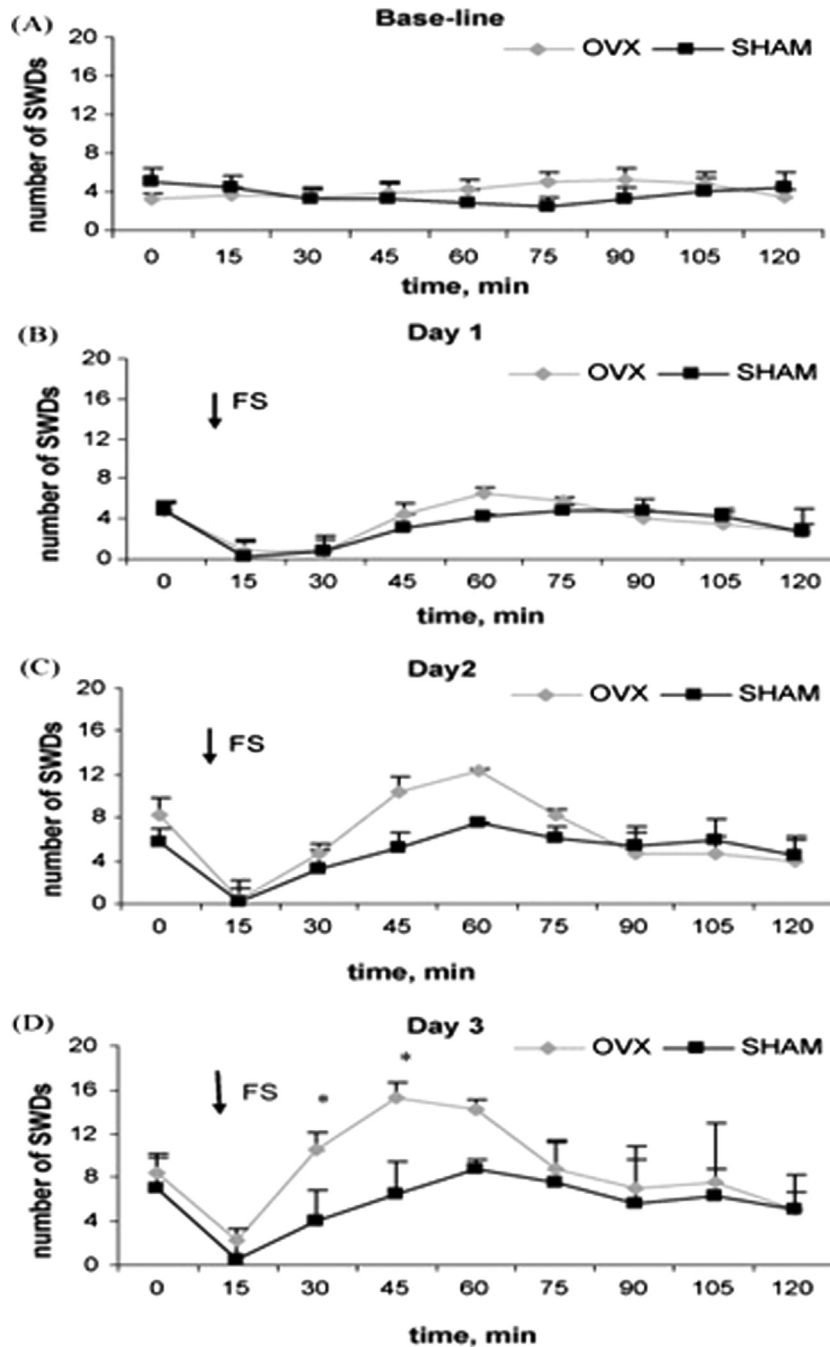 (A)
Base-line
OVX SHAM
number of SWDs
20
16
12
8
4
0
0 15 30 45 60 75 90 105 120
time, min
(B)
Day 1
OVX SHAM
number of SWDs
20
16
12
8
4
0
FS
0 15 30 45 60 75 90 105 120
time, min
(C)
Day2
OVX SHAM
number of SWDs
20
16
12
8
4
0
FS
0 15 30 45 60 75 90 105 120
time, min
(D)
Day 3
OVX SHAM
number of SWDs
20
16
12
8
4
0
FS
*
*
0 15 30 45 60 75 90 105 120
time, min